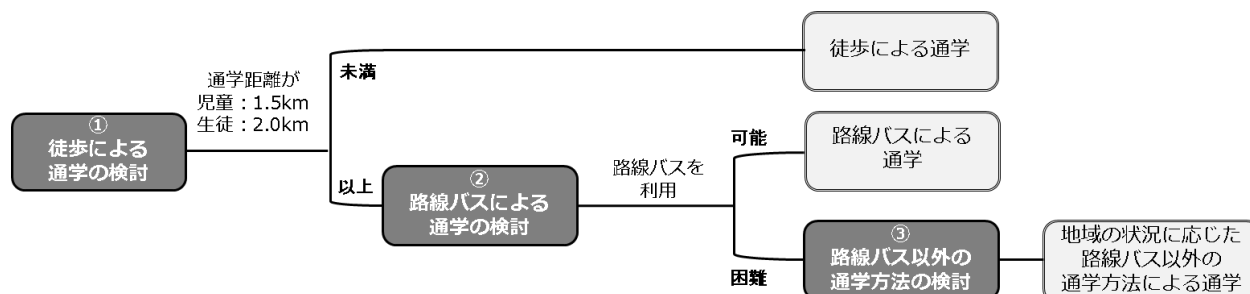 ①
徒歩による
通学の検討
通学距離が
児童：1.5km
生徒：2.0km
未満
徒歩による通学
以上
②
路線バスによる
通学の検討
路線バスを
利用
可能
路線バスによる
通学
困難
③
路線バス以外の
通学方法の検討
地域の状況に応じた
路線バス以外の
通学方法による通学